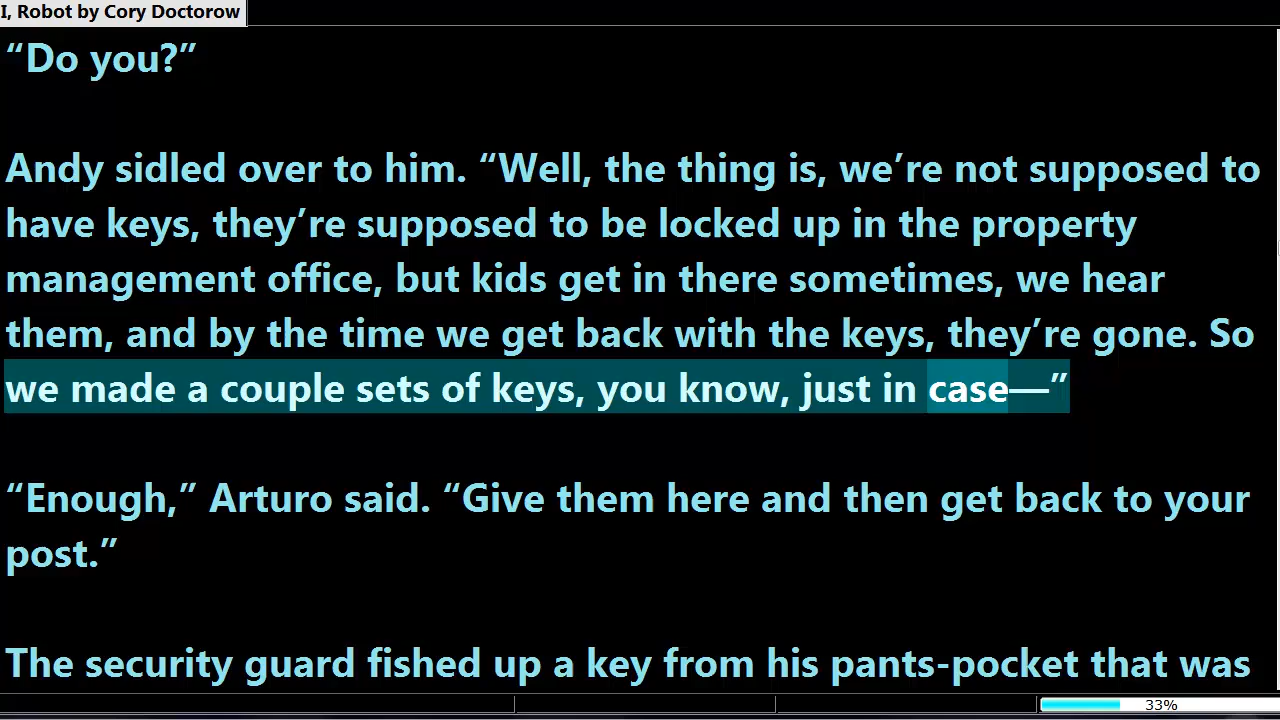 I, Robot by Cory Doctorow
“Do you?”
Andy sidled over to him. “Well, the thing is, we’re not supposed to
have keys, they’re supposed to be locked up in the property
management office, but kids get in there sometimes, we hear
them, and by the time we get back with the keys, they’re gone. So
we made a couple sets of keys, you know, just in case—”
“Enough,” Arturo said. “Give them here and then get back to your
post.”
The security guard fished up a key from his pants-pocket that was
33%